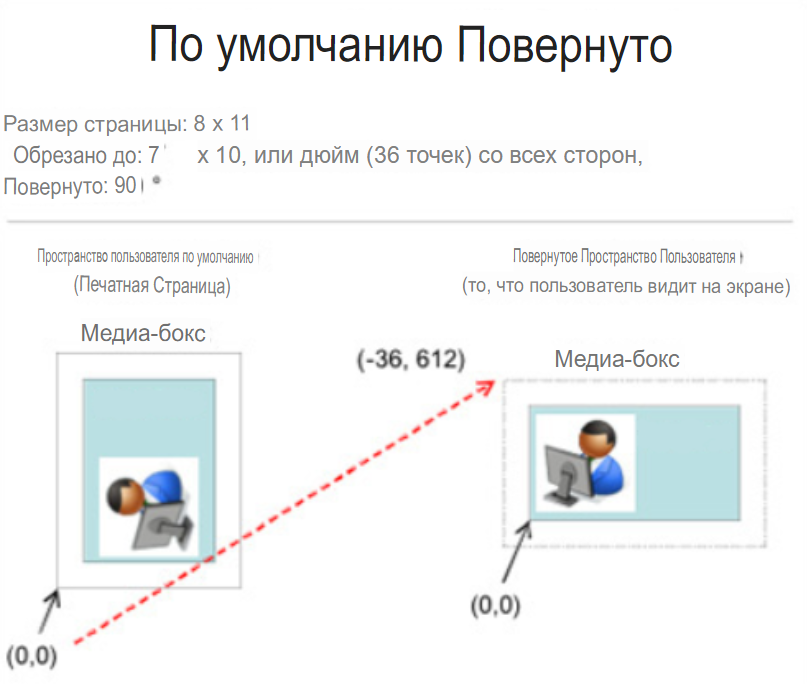 По умолчанию Повернуто
Размер страницы: 8 x 11
Обрезано до: 7 x 10, или дюйм (36 точек) со всех сторон,
Повернуто: 90 °
Пространство пользователя по умолчанию
(Печатная Страница)
Повернутое Пространство Пользователя
(то, что пользователь видит на экране)
Медиа-бокс
(-36, 612)
Медиа-бокс
(0,0)
(0,0)